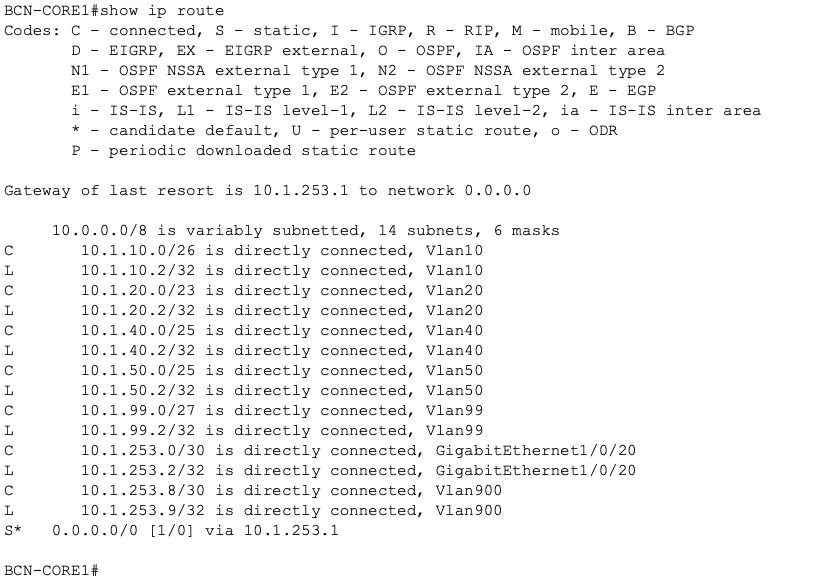 BCN-CORE1#show ip route
Codes: C - connected, S - static, I - IGRP, R - RIP, M - mobile, B - BGP
       D - EIGRP, EX - EIGRP external, O - OSPF, IA - OSPF inter area
       N1 - OSPF NSSA external type 1, N2 - OSPF NSSA external type 2
       E1 - OSPF external type 1, E2 - OSPF external type 2, E - EGP
       i - IS-IS, L1 - IS-IS level-1, L2 - IS-IS level-2, ia - IS-IS inter area
       * - candidate default, U - per-user static route, o - ODR
       P - periodic downloaded static route
Gateway of last resort is 10.1.253.1 to network 0.0.0.0
     10.0.0.0/8 is variably subnetted, 14 subnets, 6 masks
C       10.1.10.0/26 is directly connected, Vlan10
L       10.1.10.2/32 is directly connected, Vlan10
C       10.1.20.0/23 is directly connected, Vlan20
L       10.1.20.2/32 is directly connected, Vlan20
C       10.1.40.0/25 is directly connected, Vlan40
L       10.1.40.2/32 is directly connected, Vlan40
C       10.1.50.0/25 is directly connected, Vlan50
L       10.1.50.2/32 is directly connected, Vlan50
C       10.1.99.0/27 is directly connected, Vlan99
L       10.1.99.2/32 is directly connected, Vlan99
C       10.1.253.0/30 is directly connected, GigabitEthernet1/0/20
L       10.1.253.2/32 is directly connected, GigabitEthernet1/0/20
C       10.1.253.8/30 is directly connected, Vlan900
L       10.1.253.9/32 is directly connected, Vlan900
S*   0.0.0.0/0 [1/0] via 10.1.253.1
BCN-CORE1#